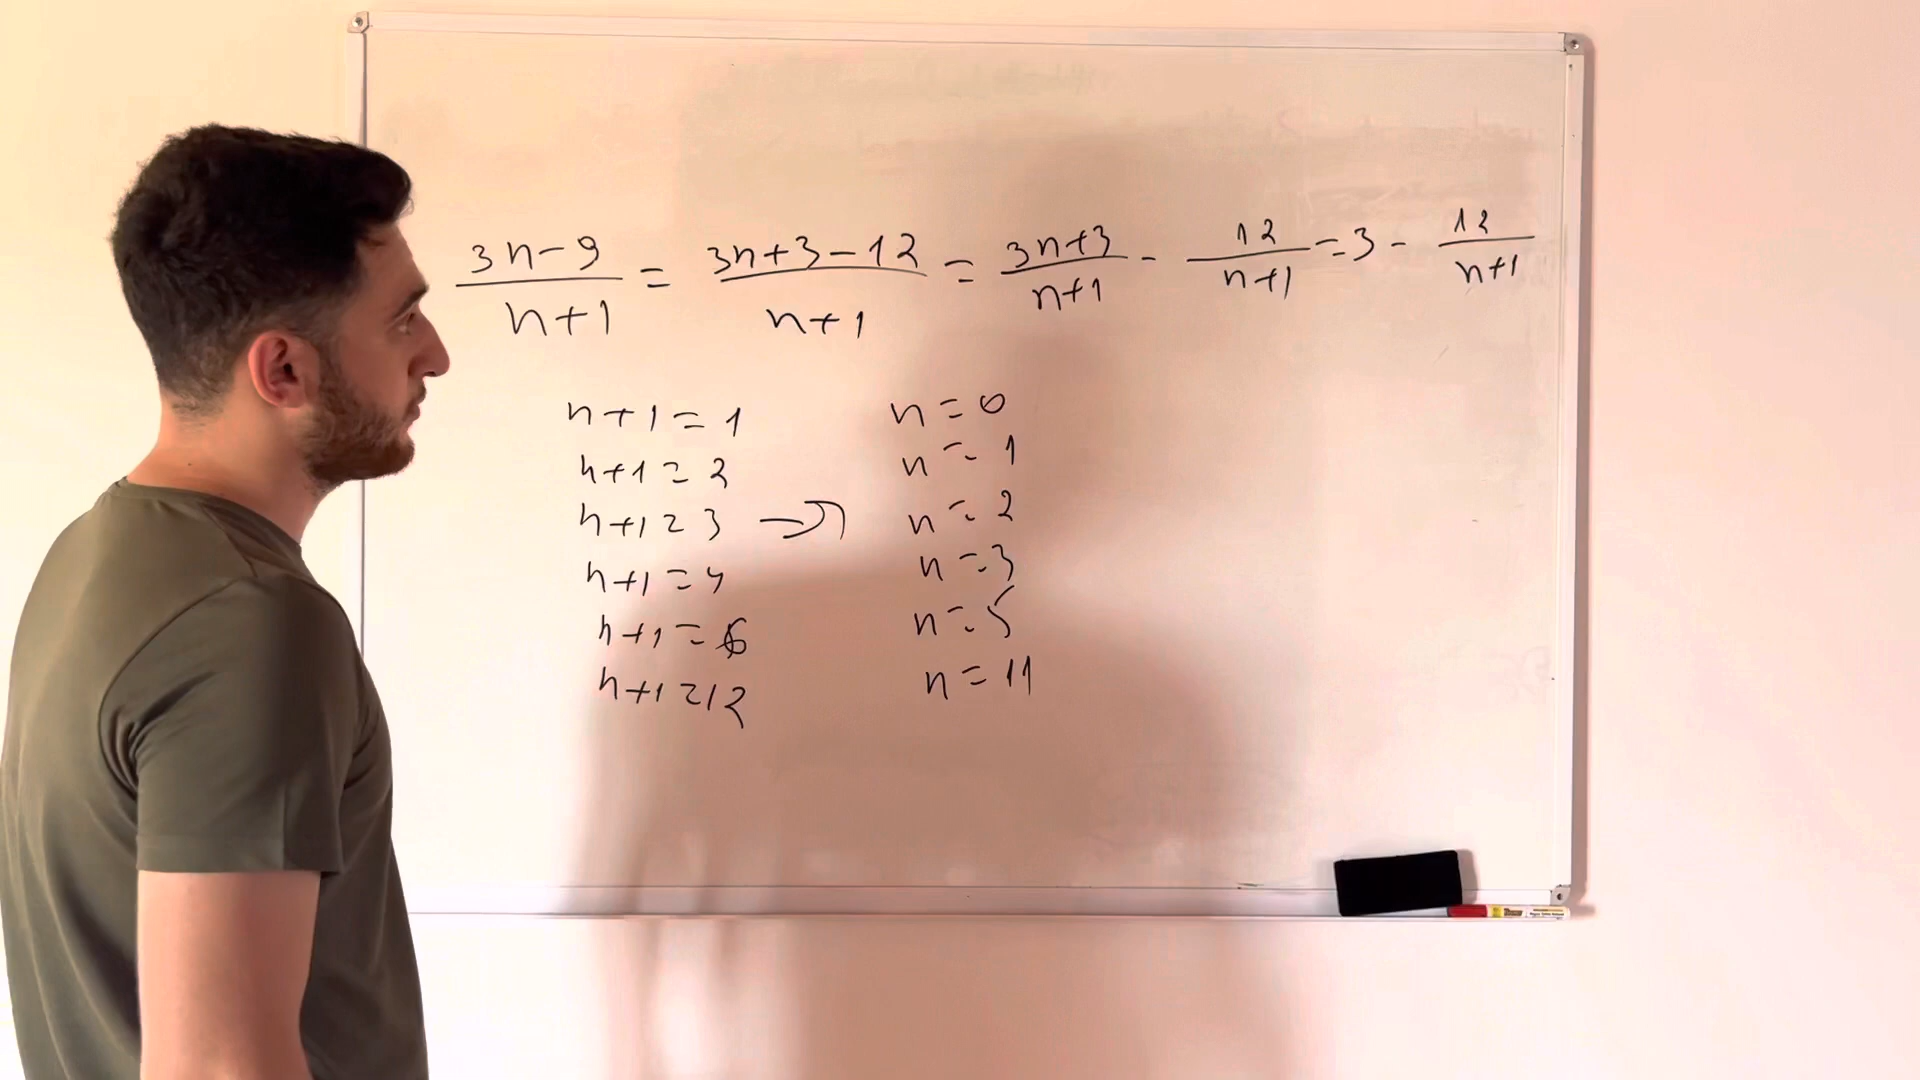 3n-9/n+1 = 3n+3-12/n+1 = 3n+3/n+1 - 12/n+1 = 3 - 12/n+1
n+1=1 n=0
n+1=2 n=1
n+1=3 → n=2
n+1=4 n=3
n+1=6 n=5
n+1=12 n=11